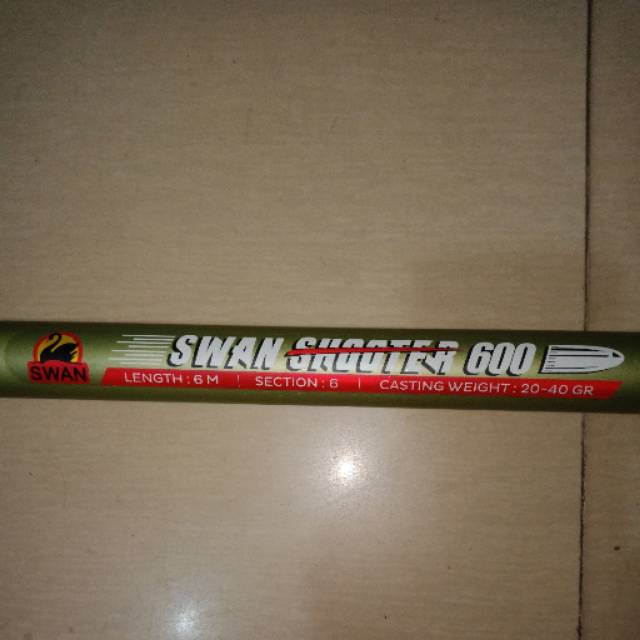 SWAN SHOOTER 600
SWAN
LENGTH : 6 M | SECTION : 6 | CASTING WEIGHT : 20-40 GR